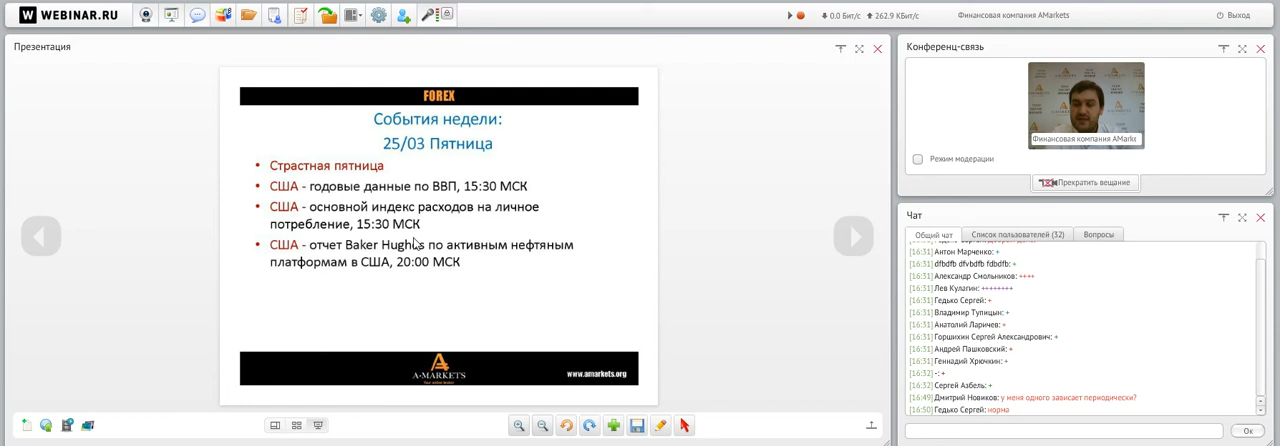 WEBINAR.RU
0.0 Бит/с
262.9 КБит/с
Финансовая компания AMarkets
Выход
Презентация
FOREX
События недели:
25/03 Пятница
• Страстная пятница
• США - годовые данные по ВВП, 15:30 МСК
• США - основной индекс расходов на личное
потребление, 15:30 МСК
• США - отчет Baker Hughes по активным нефтяным
платформам в США, 20:00 МСК
A-MARKETS
www.amarkets.org
Конференц-связь
Финансовая компания AMarke
Режим модерации
Прекратить вещание
Чат
Общий чат
Список пользователей (32)
Вопросы
[16:31] Антон Марченко: +
[16:31] dfbdfb dfvbdfb fdbdfb: +
[16:31] Александр Смольников: ++++
[16:31] Лев Кулагин: ++++++++
[16:31] Гедько Сергей: +
[16:31] Владимир Тупицын: +
[16:31] Анатолий Ларичев: +
[16:31] Горшихин Сергей Александрович: +
[16:31] Андрей Пашковский: +
[16:31] Геннадий Хрючкин: +
[16:32] -: +
[16:32] Сергей Азбель: +
[16:49] Дмитрий Новиков: у меня одного зависает периодически?
[16:50] Гедько Сергей: норма
Ок